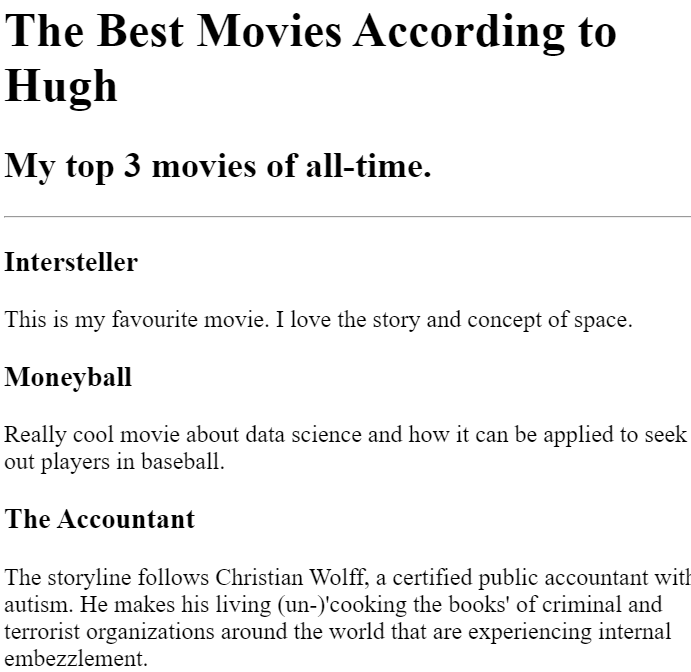 The Best Movies According to
Hugh
My top 3 movies of all-time.
Intersteller
This is my favourite movie. I love the story and concept of space.
Moneyball
Really cool movie about data science and how it can be applied to seek
out players in baseball.
The Accountant
The storyline follows Christian Wolff, a certified public accountant with
autism. He makes his living (un-)'cooking the books' of criminal and
terrorist organizations around the world that are experiencing internal
embezzlement.